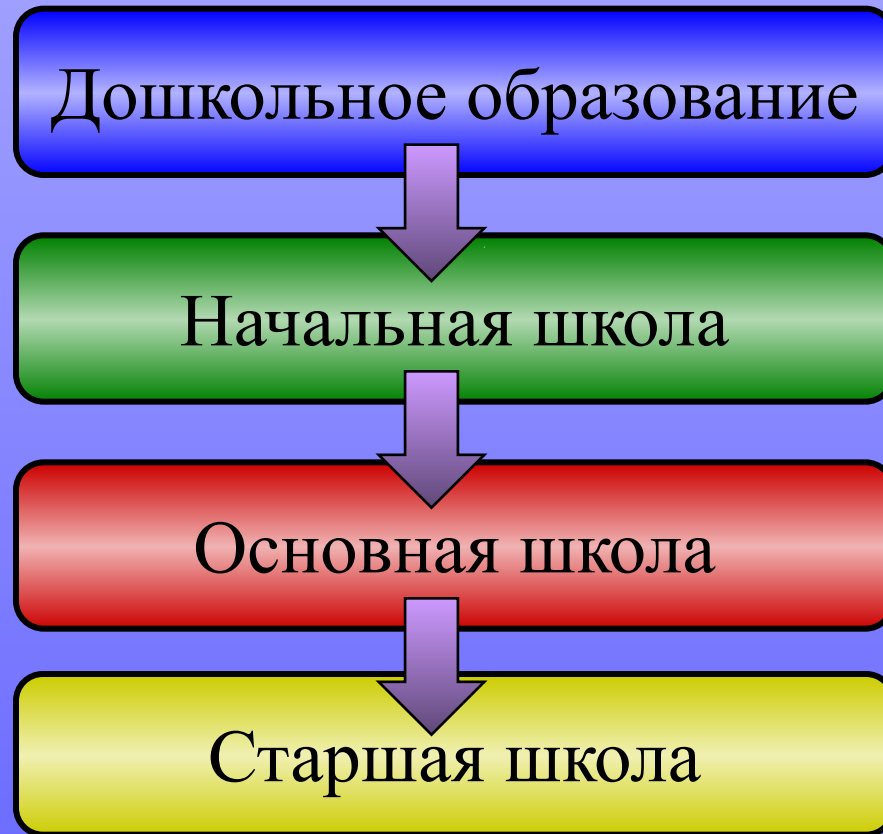 Дошкольное образование
Начальная школа
Основная школа
Старшая школа